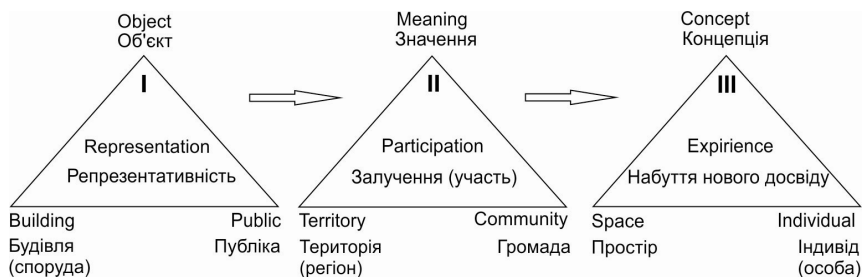 Object
Об'єкт
I
Representation
Репрезентативність
Building
Будівля
(споруда)
Public
Публіка
Meaning
Значення
II
Participation
Залучення (участь)
Territory
Територія
(регіон)
Community
Громада
Concept
Концепція
III
Expirience
Набуття нового досвіду
Space
Простір
Individual
Індивід
(особа)